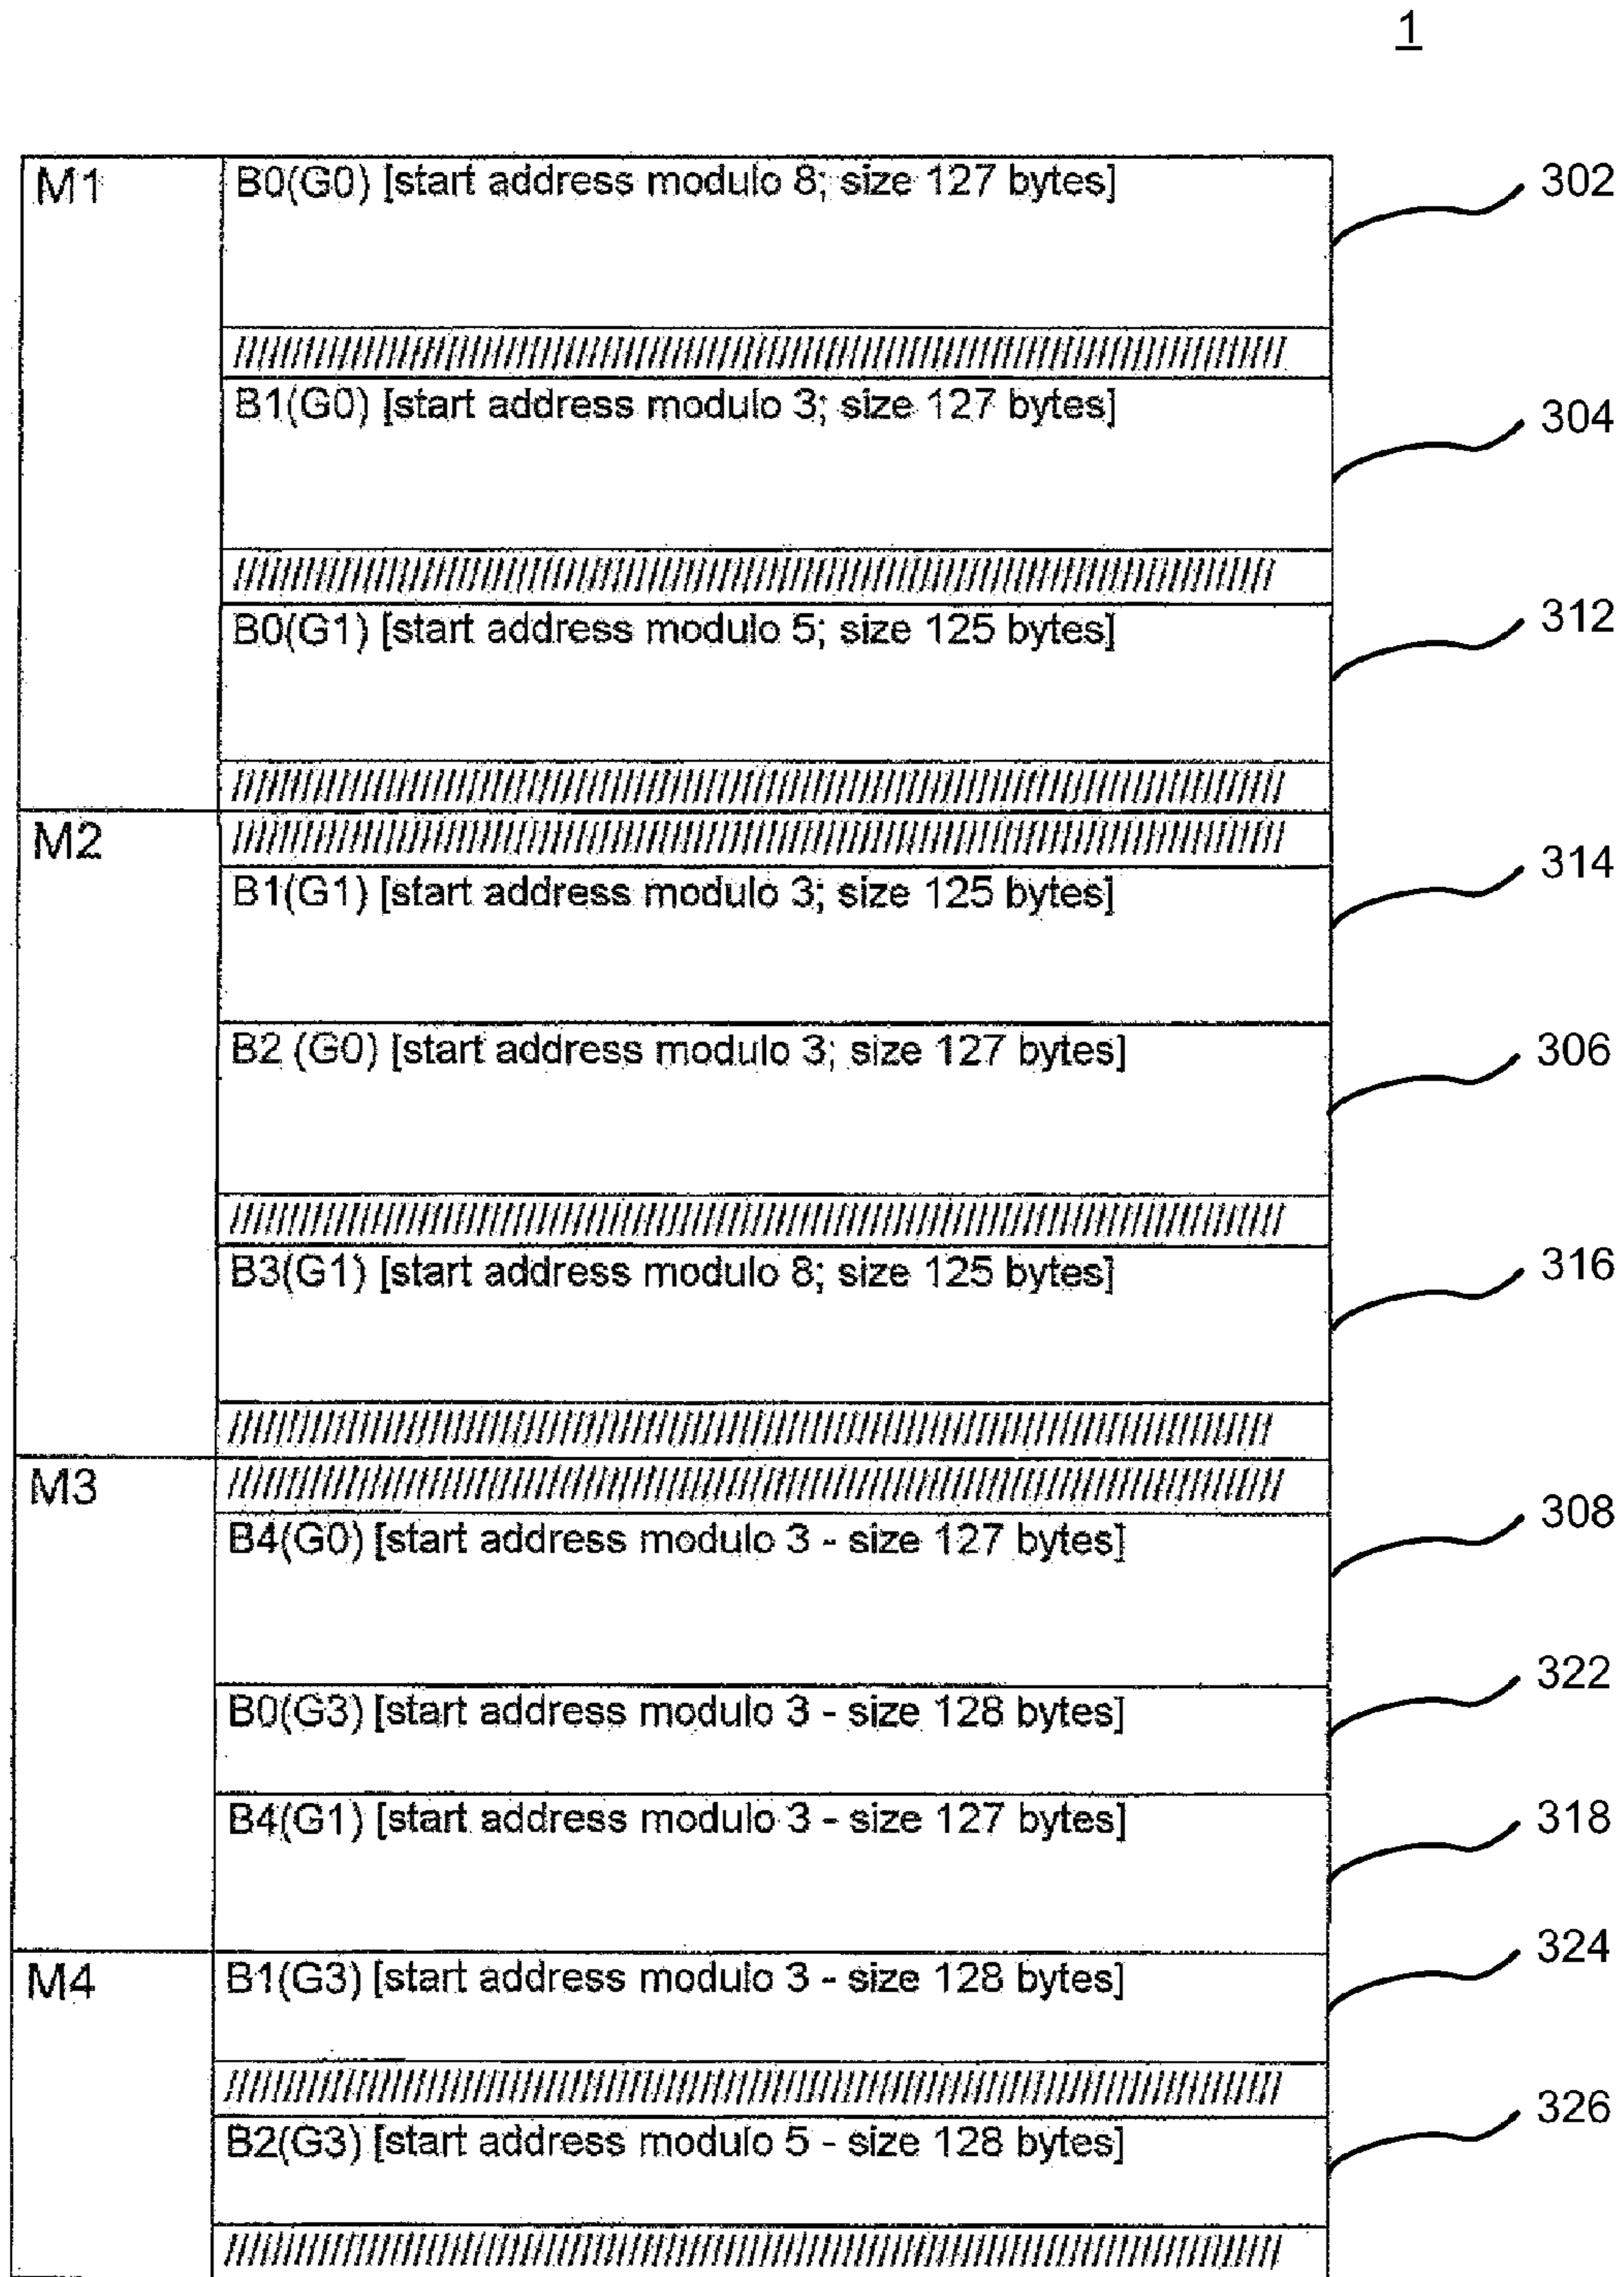 1
M1 B0(G0) [start address modulo 8; size 127 bytes] 302
B1(G0) [start address modulo 3; size 127 bytes] 304
B0(G1) [start address modulo 5; size 125 bytes] 312
M2
B1(G1) [start address modulo 3; size 125 bytes] 314
B2 (G0) [start address modulo 3; size 127 bytes] 306
B3(G1) [start address modulo 8; size 125 bytes] 316
M3
B4(G0) [start address modulo 3 - size 127 bytes] 308
B0(G3) [start address modulo 3 - size 128 bytes] 322
B4(G1) [start address modulo 3 - size 127 bytes] 318
M4 B1(G3) [start address modulo 3 - size 128 bytes] 324
B2(G3) [start address modulo 5 - size 128 bytes] 326